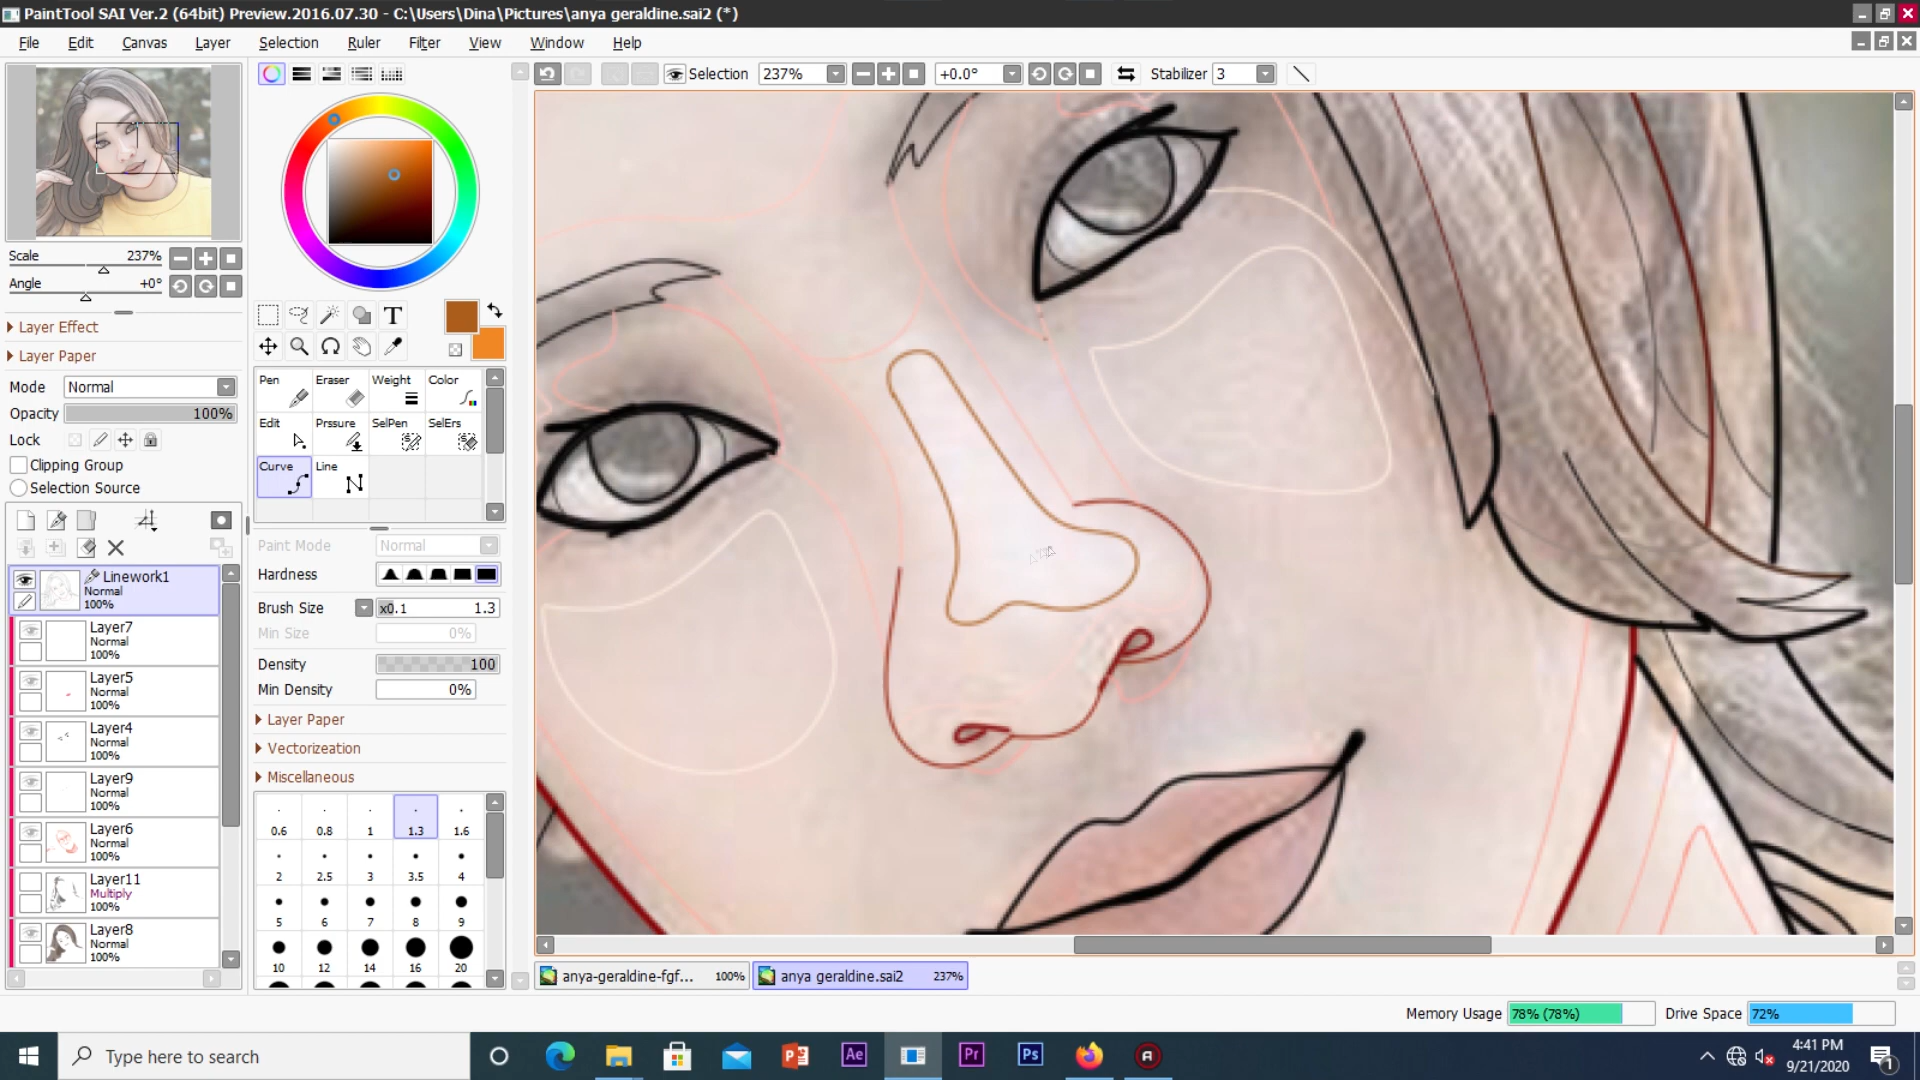 PaintTool SAI Ver.2 (64bit) Preview.2016.07.30 - C:\Users\Dina\Pictures\anya geraldine.sai2 (*)
File Edit Canvas Layer Selection Ruler Filter View Window Help
Selection 237% +0.0° Stabilizer 3
Scale 237%
Angle +0°
Layer Effect
Layer Paper
Mode Normal
Opacity 100%
Lock
Clipping Group
Selection Source
Linework1
Normal
100%
Layer7
Normal
100%
Layer5
Normal
100%
Layer4
Normal
100%
Layer9
Normal
100%
Layer6
Normal
100%
Layer11
Multiply
100%
Layer8
Normal
100%
T
Pen Eraser Weight Color
Edit Prssure SelPen SelErs
Curve Line
Paint Mode Normal
Hardness
Brush Size x0.1 1.3
Min Size 0%
Density 100
Min Density 0%
Layer Paper
Vectorizeation
Miscellaneous
0.6 0.8 1 1.3 1.6
2 2.5 3 3.5 4
5 6 7 8 9
10 12 14 16 20
anya-geraldine-fgf... 100% anya geraldine.sai2 237%
Memory Usage 78% (78%) Drive Space 72%
Type here to search
Ae Pr Ps
4:41 PM
9/21/2020
1